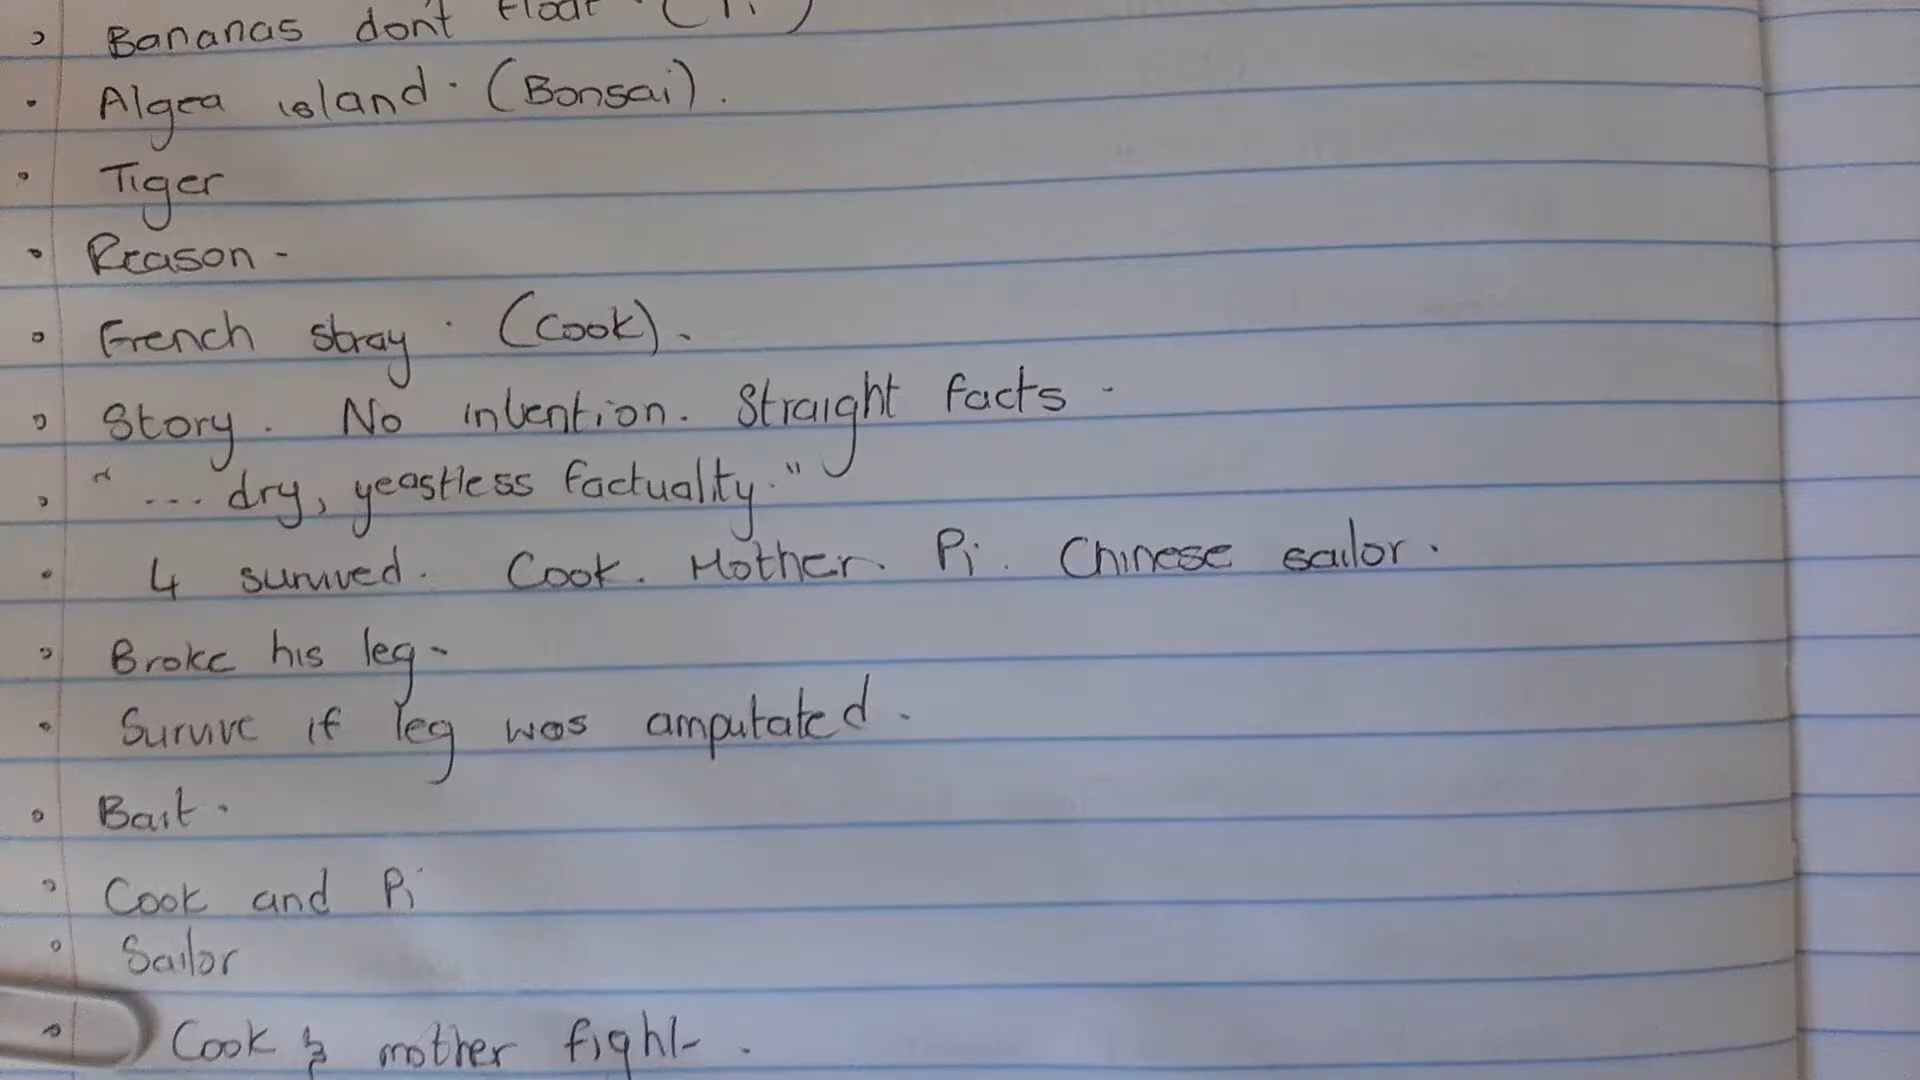 • Bananas dont float. (Pi)
• Algea island. (Bonsai).
• Tiger
• Reason -
• French stray. (Cook).
• Story. No invention. Straight facts -
• "... dry, yeastless factuality."
• 4 survived. Cook. Mother. Pi. Chinese sailor.
• Broke his leg -
• Survive if leg was amputated.
• Bait.
• Cook and Pi
• Sailor
• Cook & mother fight.